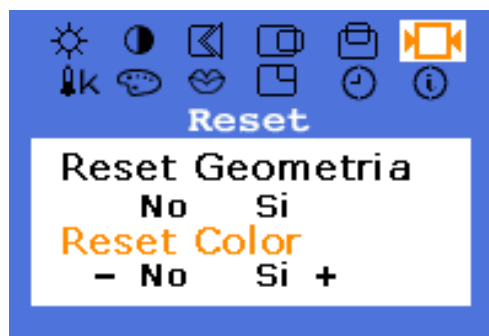 K
Reset
Reset Geometria
No Si
Reset Color
– No Si +